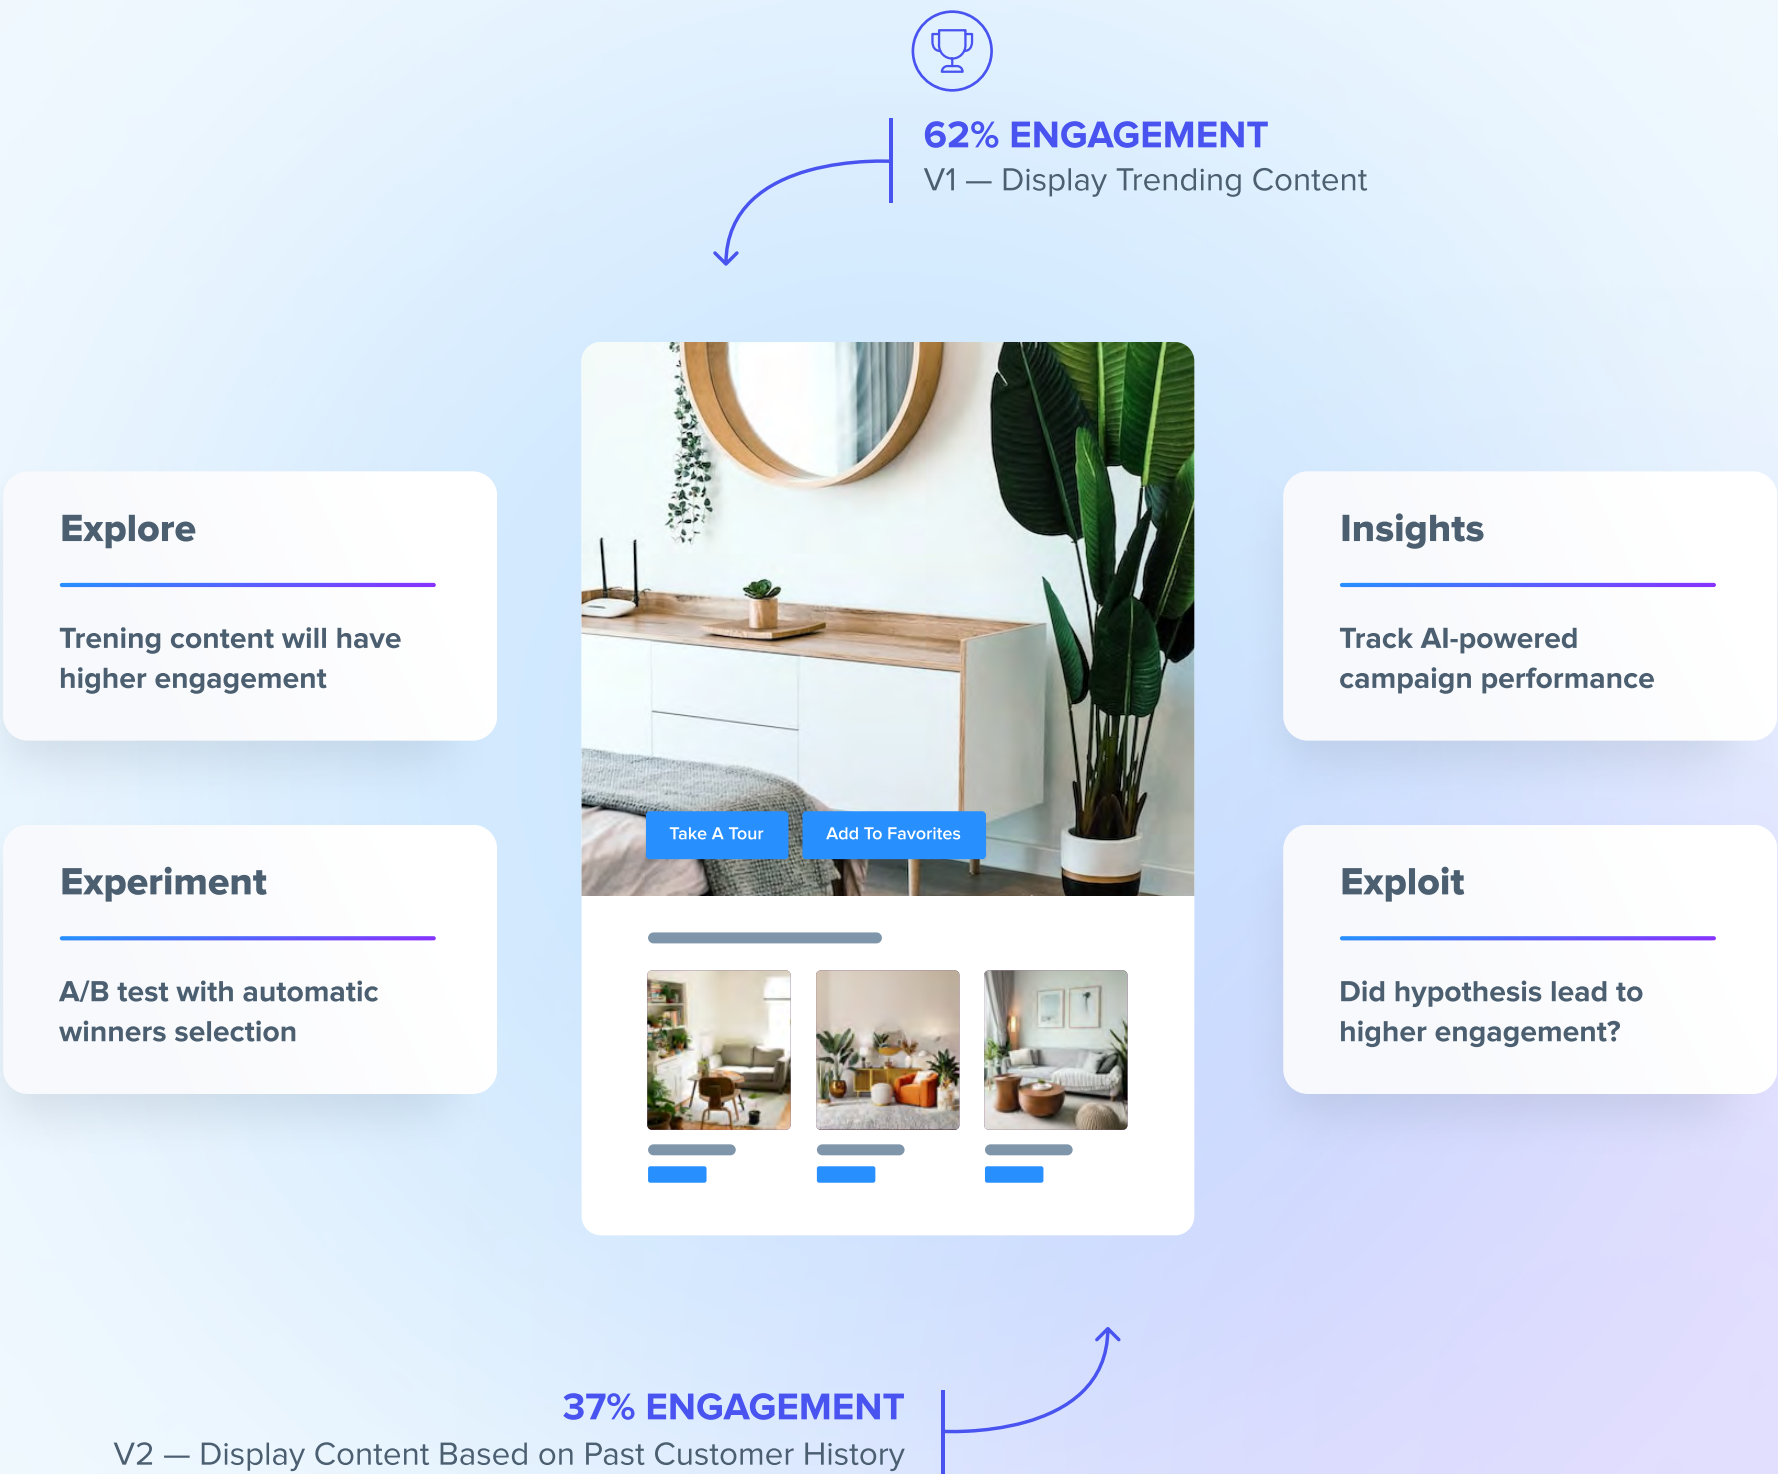 62% ENGAGEMENT
V1 — Display Trending Content
Explore
Trening content will have
higher engagement
Experiment
A/B test with automatic
winners selection
Take A Tour
Add To Favorites
Insights
Track AI-powered
campaign performance
Exploit
Did hypothesis lead to
higher engagement?
37% ENGAGEMENT
V2 — Display Content Based on Past Customer History